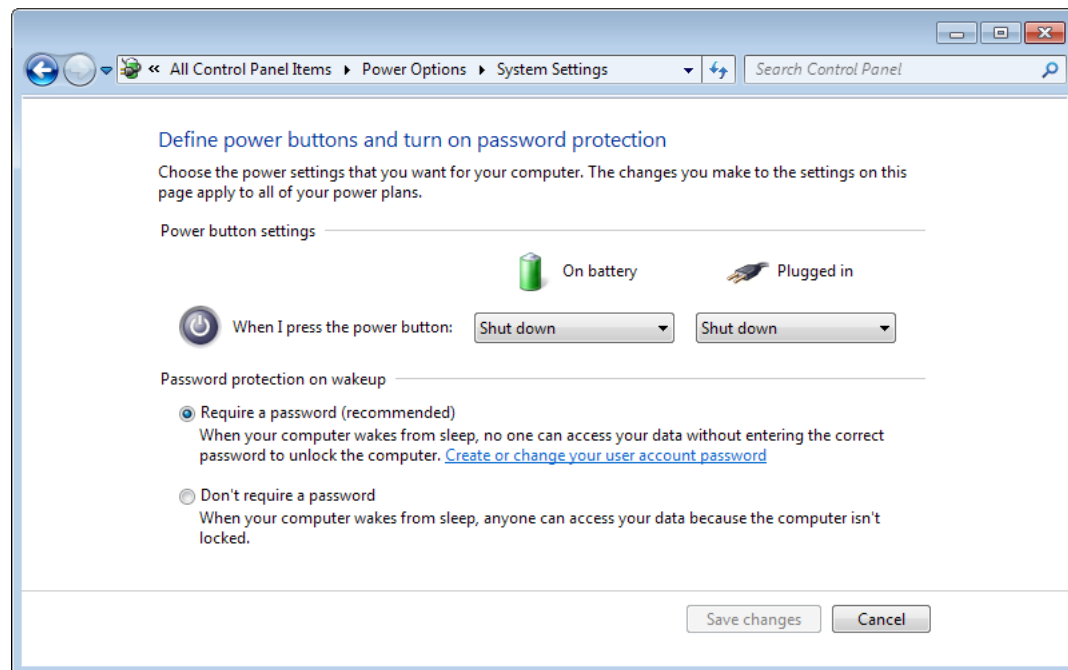 « All Control Panel Items ▸ Power Options ▸ System Settings
Search Control Panel
Define power buttons and turn on password protection
Choose the power settings that you want for your computer. The changes you make to the settings on this
page apply to all of your power plans.
Power button settings
On battery
Plugged in
When I press the power button:
Shut down
Shut down
Password protection on wakeup
Require a password (recommended)
When your computer wakes from sleep, no one can access your data without entering the correct
password to unlock the computer. Create or change your user account password
Don't require a password
When your computer wakes from sleep, anyone can access your data because the computer isn't
locked.
Save changes
Cancel